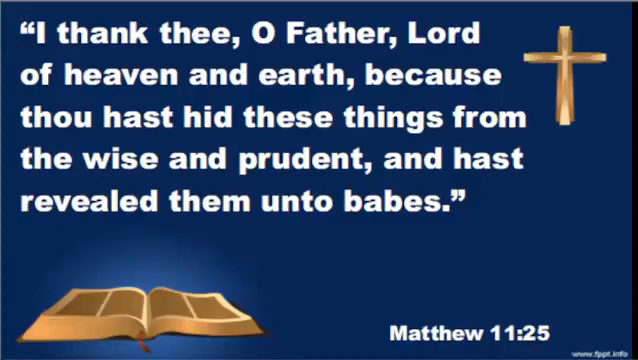 “I thank thee, O Father, Lord
of heaven and earth, because
thou hast hid these things from
the wise and prudent, and hast
revealed them unto babes.”
Matthew 11:25
www.fppt.info